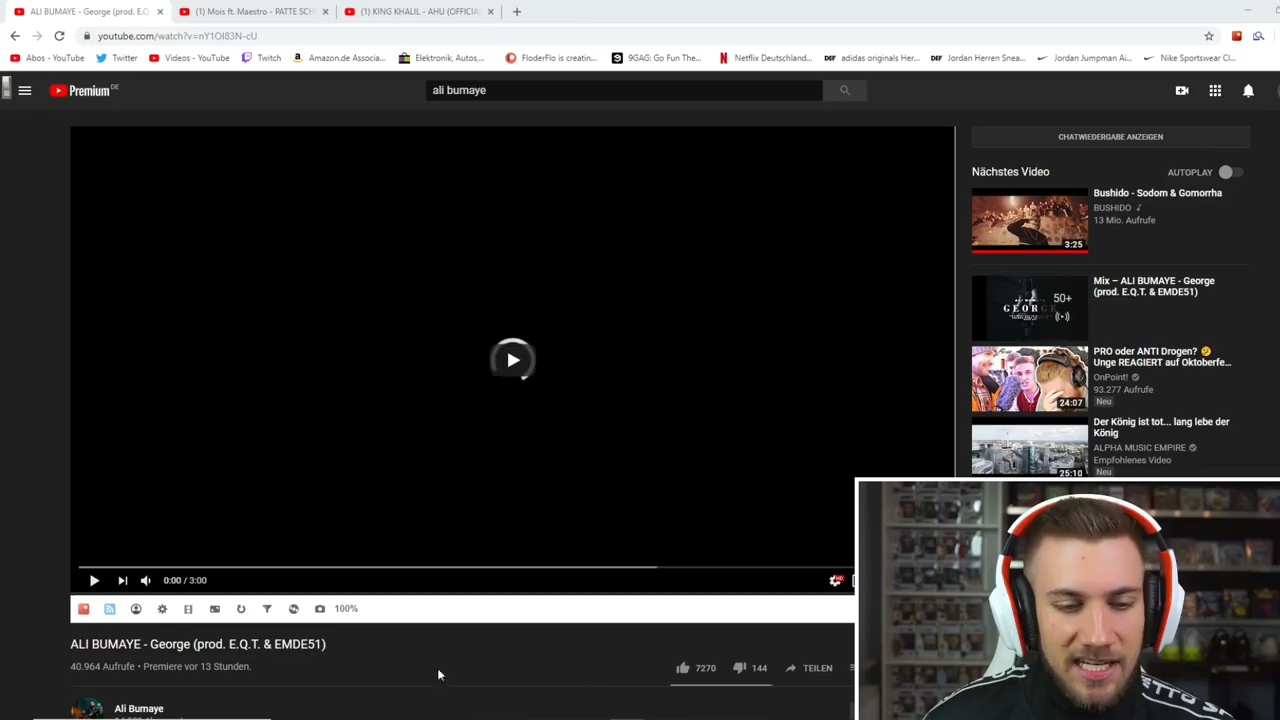 ALI BUMAYE - George (prod. E.Q
(1) Mois ft. Maestro - PATTE SCH
(1) KING KHALIL - AHU (OFFICIA
youtube.com/watch?v=nY1OI83N-cU
Abos - YouTube
Twitter
Videos - YouTube
Twitch
Amazon.de Associa...
Elektronik, Autos,...
FloderFlo is creatin...
9GAG: Go Fun The...
Netflix Deutschland...
adidas originals Her...
Jordan Herren Snea...
Jordan Jumpman Ai...
Nike Sportswear Cl...
Premium DE
ali bumaye
CHATWIEDERGABE ANZEIGEN
Nächstes Video
AUTOPLAY
Bushido - Sodom & Gomorrha
BUSHIDO
13 Mio. Aufrufe
3:25
Mix – ALI BUMAYE - George
(prod. E.Q.T. & EMDE51)
50+
GEORGE
PRO oder ANTI Drogen?
Unge REAGIERT auf Oktoberfe...
OnPoint!
93.277 Aufrufe
Neu
24:07
Der König ist tot... lang lebe der
König
ALPHA MUSIC EMPIRE
Empfohlenes Video
Neu
25:10
0:00 / 3:00
HD
100%
ALI BUMAYE - George (prod. E.Q.T. & EMDE51)
40.964 Aufrufe • Premiere vor 13 Stunden.
7270
144
TEILEN
Ali Bumaye